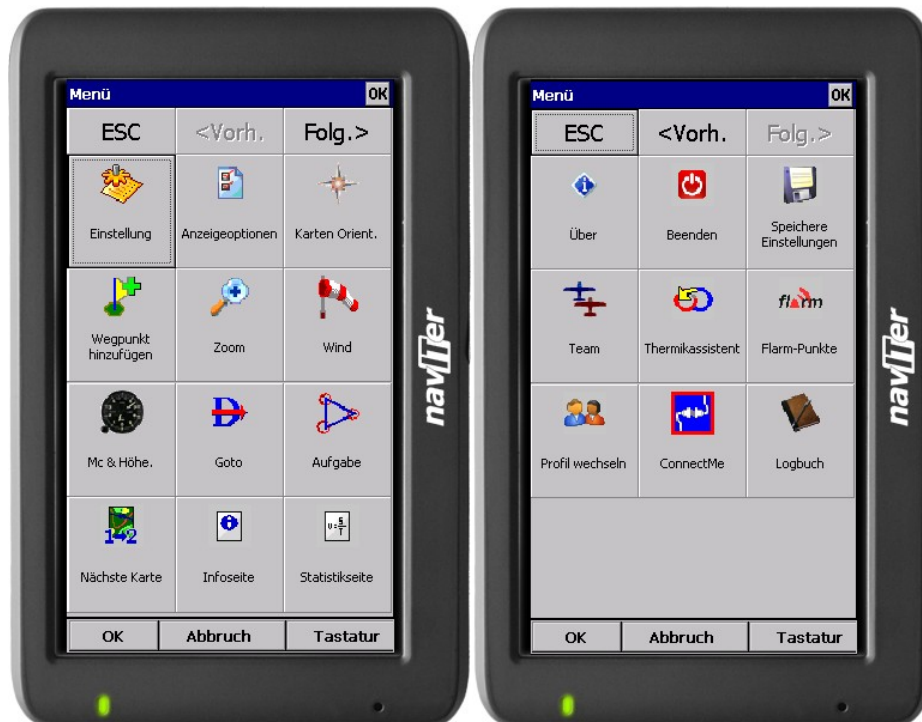 Menü OK
ESC <Vorh. Folg.>
Einstellung Anzeigeoptionen Karten Orient.
Wegpunkt
hinzufügen Zoom Wind
Mc & Höhe. Goto Aufgabe
1➔2
Nächste Karte Infoseite Statistikseite
OK Abbruch Tastatur
naviter
Menü OK
ESC <Vorh. Folg.>
Über Beenden Speichere
Einstellungen
flarm
Team Thermikassistent Flarm-Punkte
Profil wechseln ConnectMe Logbuch
OK Abbruch Tastatur
naviter